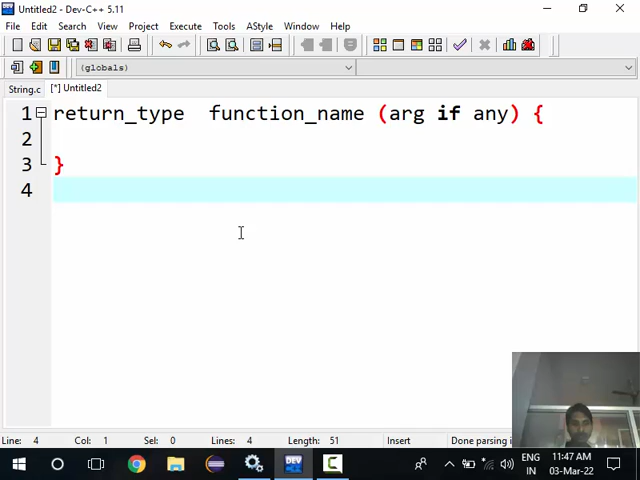 Untitled2 - Dev-C++ 5.11
File Edit Search View Project Execute Tools AStyle Window Help
(globals)
String.c [*] Untitled2
1 return_type function_name (arg if any) {
2
3 }
4
Line: 4 Col: 1 Sel: 0 Lines: 4 Length: 51 Insert Done parsing i
ENG 11:47 AM
IN 03-Mar-22